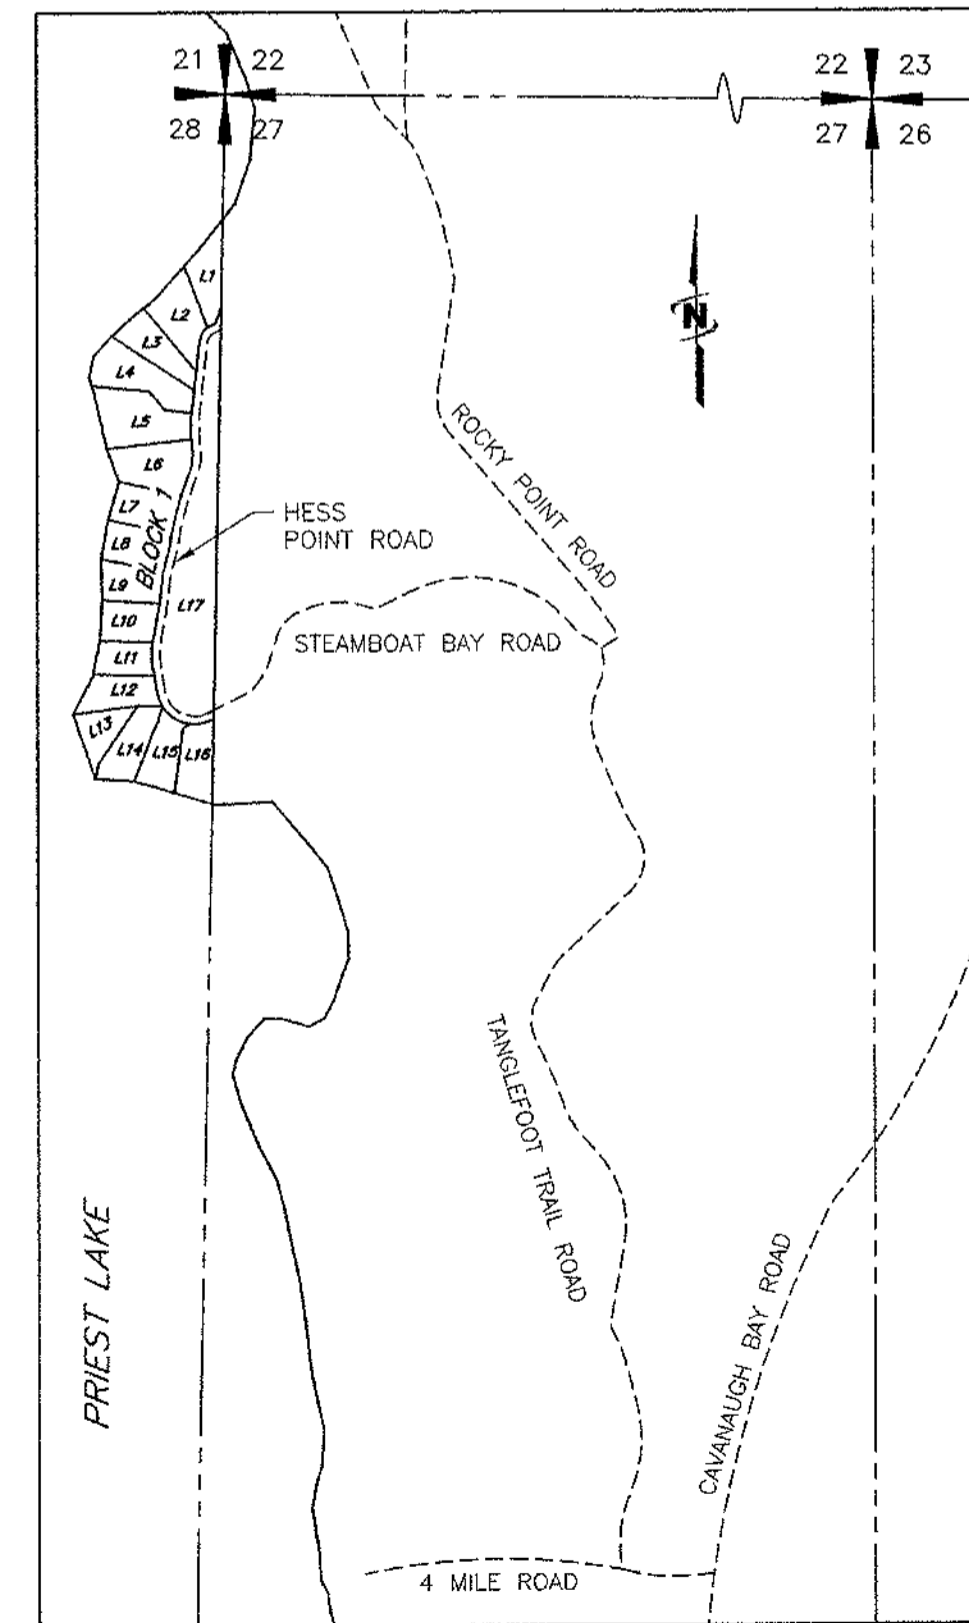 21 22
28 27
22 23
27 26
N
L1
L2
L3
L4
L5
L6
L7
L8
L9
L10
L11
L12
L13
L14
L15
L16
L17
BLOCK 1
HESS
POINT ROAD
ROCKY POINT ROAD
STEAMBOAT BAY ROAD
TANGLEFOOT TRAIL ROAD
CAVANAUGH BAY ROAD
PRIEST LAKE
4 MILE ROAD